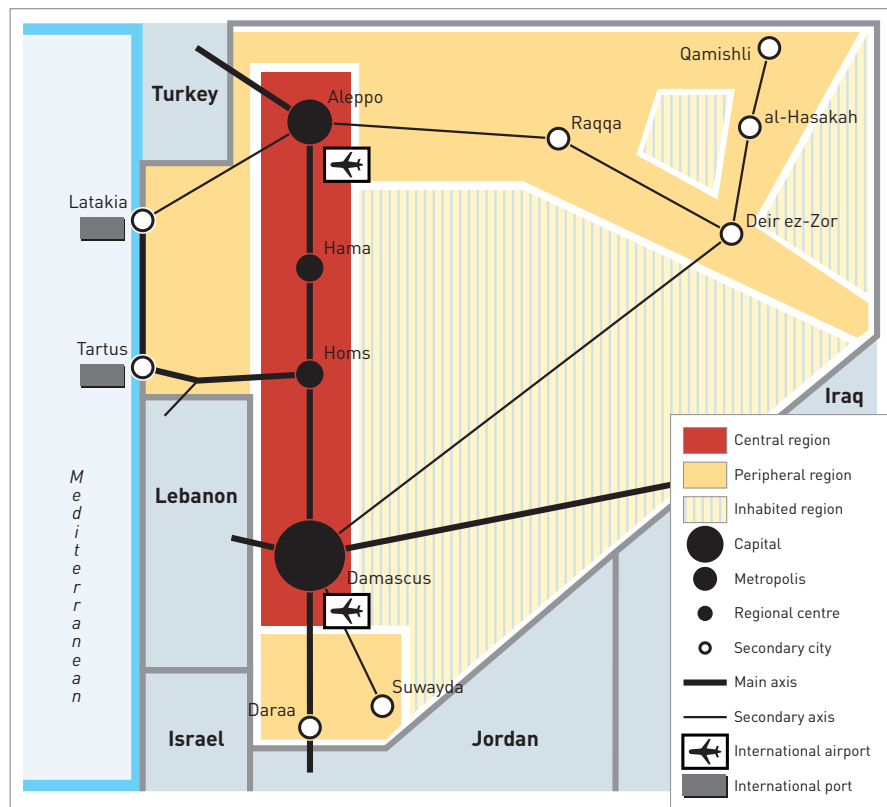 Qamishli
Turkey
Aleppo
al-Hasakah
Raqqa
Latakia
Deir ez-Zor
Hama
Tartus
Homs
Iraq
Mediterranean
Lebanon
Damascus
Suwayda
Daraa
Israel
Jordan
Central region
Peripheral region
Inhabited region
Capital
Metropolis
Regional centre
Secondary city
Main axis
Secondary axis
International airport
International port